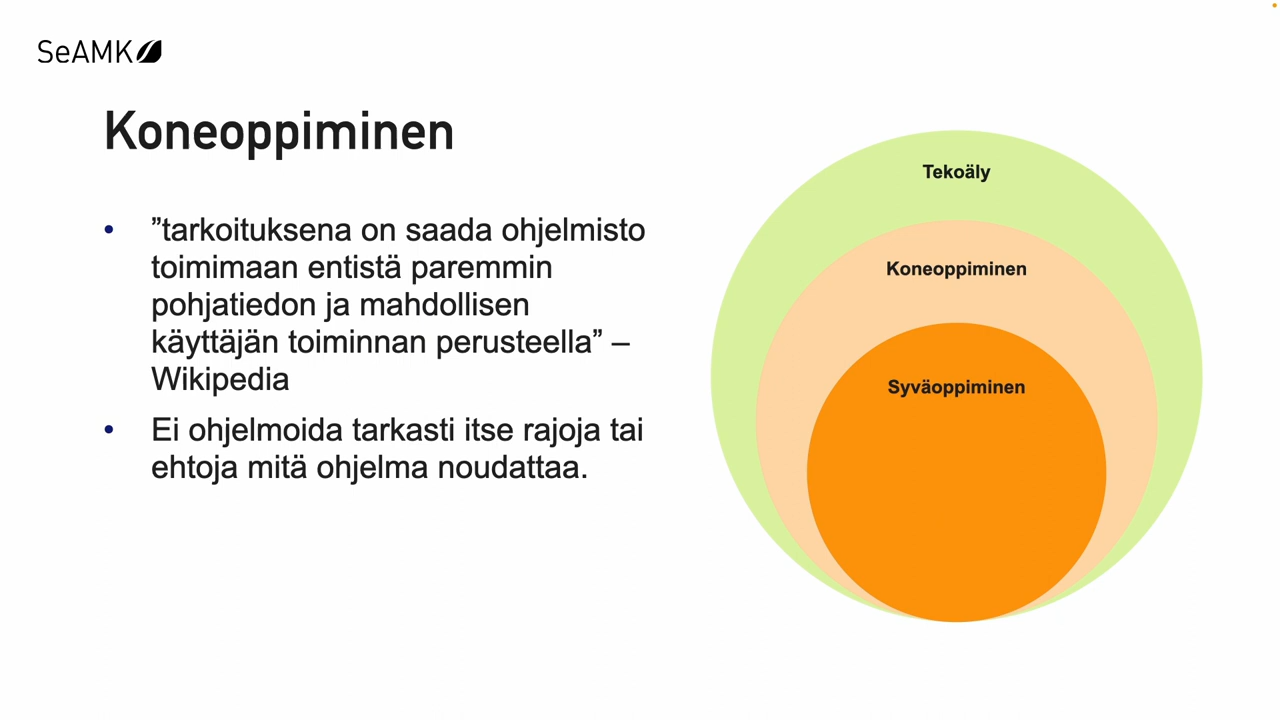 SeAMK
Koneoppiminen
• ”tarkoituksena on saada ohjelmisto
toimimaan entistä paremmin
pohjatiedon ja mahdollisen
käyttäjän toiminnan perusteella” –
Wikipedia
• Ei ohjelmoida tarkasti itse rajoja tai
ehtoja mitä ohjelma noudattaa.
Tekoäly
Koneoppiminen
Syväoppiminen